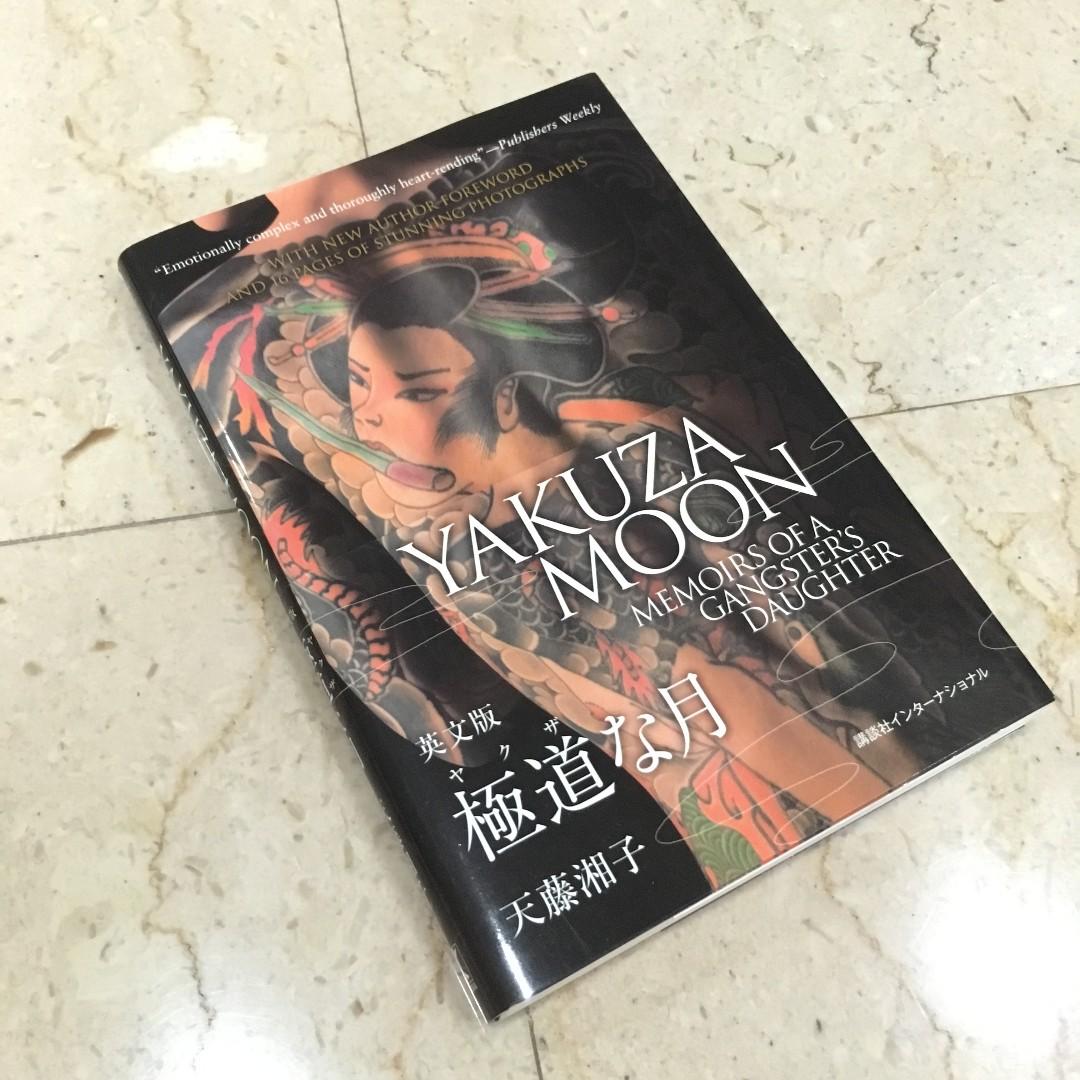 “Emotionally complex and thoroughly heart-rending”—Publishers Weekly
WITH NEW AUTHOR FOREWORD
AND 16 PAGES OF STUNNING PHOTOGRAPHS
YAKUZA
MOON
MEMOIRS OF A
GANGSTER'S
DAUGHTER
英文版
ヤクザ
極道な月
天藤湘子
講談社インターナショナル